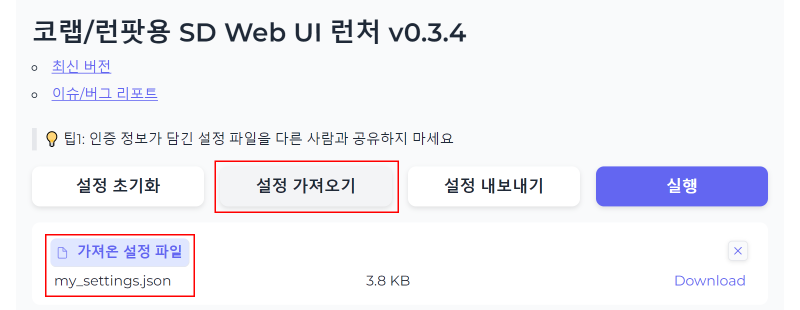 코랩/런팟용 SD Web UI 런처 v0.3.4
최신 버전
이슈/버그 리포트
💡 팁1: 인증 정보가 담긴 설정 파일을 다른 사람과 공유하지 마세요
설정 초기화 설정 가져오기 설정 내보내기 실행
가져온 설정 파일
my_settings.json 3.8 KB Download